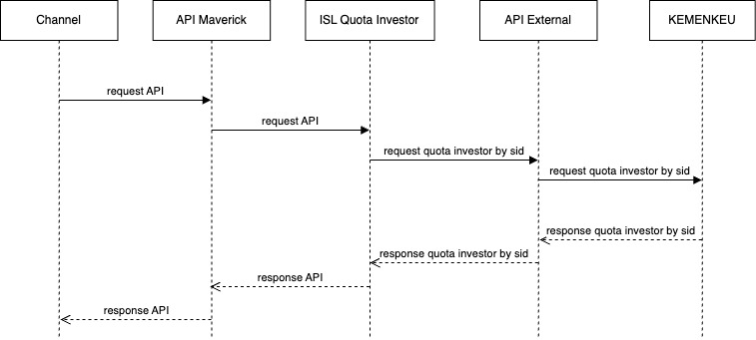 Channel
API Maverick
ISL Quota Investor
API External
KEMENKEU
request API
request API
request quota investor by sid
request quota investor by sid
response quota investor by sid
response quota investor by sid
response API
response API